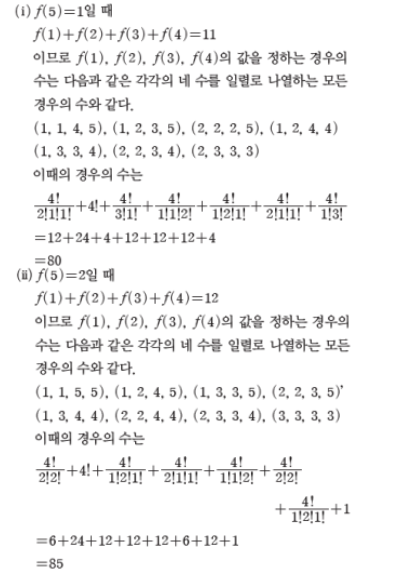 (i) f(5)=1일 때
f(1)+f(2)+f(3)+f(4)=11
이므로 f(1), f(2), f(3), f(4)의 값을 정하는 경우의
수는 다음과 같은 각각의 네 수를 일렬로 나열하는 모든
경우의 수와 같다.
(1, 1, 4, 5), (1, 2, 3, 5), (2, 2, 2, 5), (1, 2, 4, 4)
(1, 3, 3, 4), (2, 2, 3, 4), (2, 3, 3, 3)
이때의 경우의 수는
4!/2!1!1!+4!+4!/3!1!+4!/1!1!2!+4!/1!2!1!+4!/2!1!1!+4!/1!3!
=12+24+4+12+12+12+4
=80
(ii) f(5)=2일 때
f(1)+f(2)+f(3)+f(4)=12
이므로 f(1), f(2), f(3), f(4)의 값을 정하는 경우의
수는 다음과 같은 각각의 네 수를 일렬로 나열하는 모든
경우의 수와 같다.
(1, 1, 5, 5), (1, 2, 4, 5), (1, 3, 3, 5), (2, 2, 3, 5)’
(1, 3, 4, 4), (2, 2, 4, 4), (2, 3, 3, 4), (3, 3, 3, 3)
이때의 경우의 수는
4!/2!2!+4!+4!/1!2!1!+4!/2!1!1!+4!/1!1!2!+4!/2!2!
+4!/1!2!1!+1
=6+24+12+12+12+6+12+1
=85